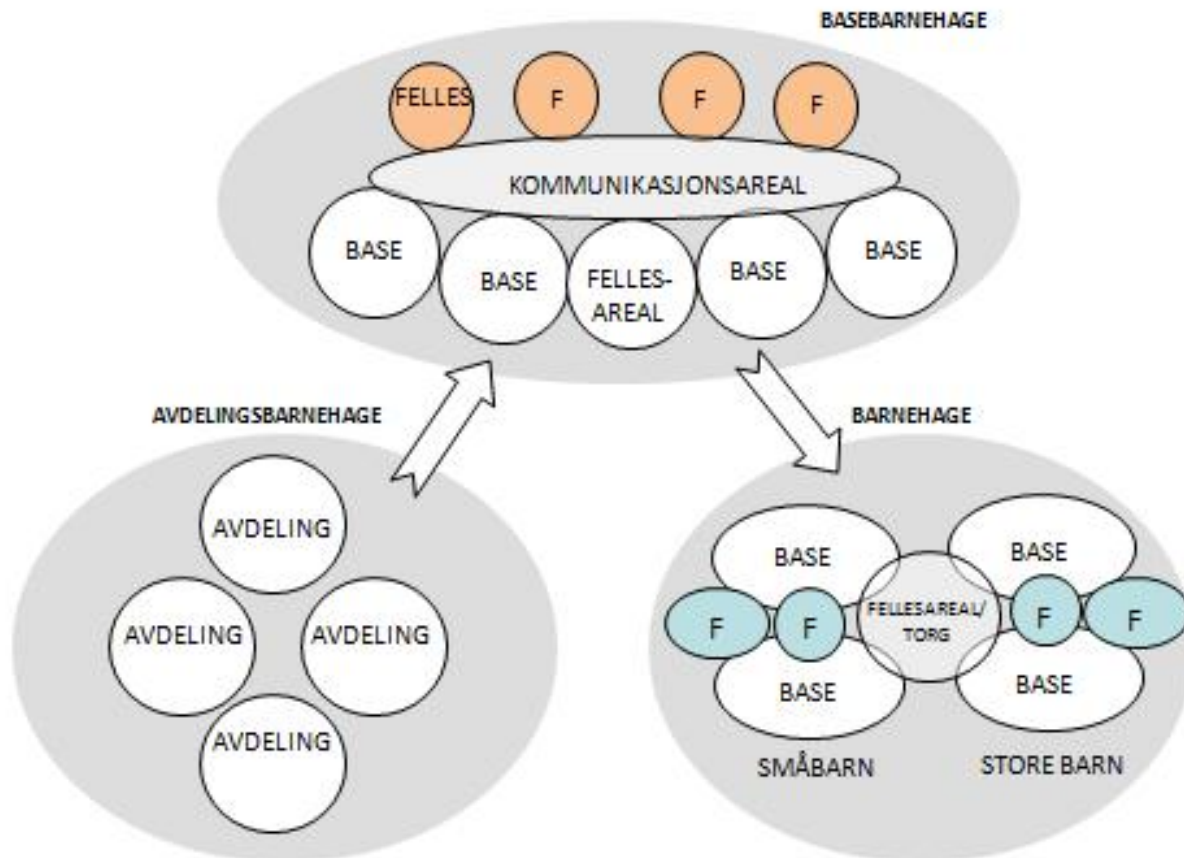 BASEBARNEHAGE
FELLES
F
F
F
KOMMUNIKASJONSAREAL
BASE
BASE
FELLES-
AREAL
BASE
BASE
AVDELINGSBARNEHAGE
AVDELING
AVDELING
AVDELING
AVDELING
BARNEHAGE
BASE
BASE
F
F
FELLESAREAL/
TORG
F
F
BASE
BASE
SMÅBARN
STORE BARN